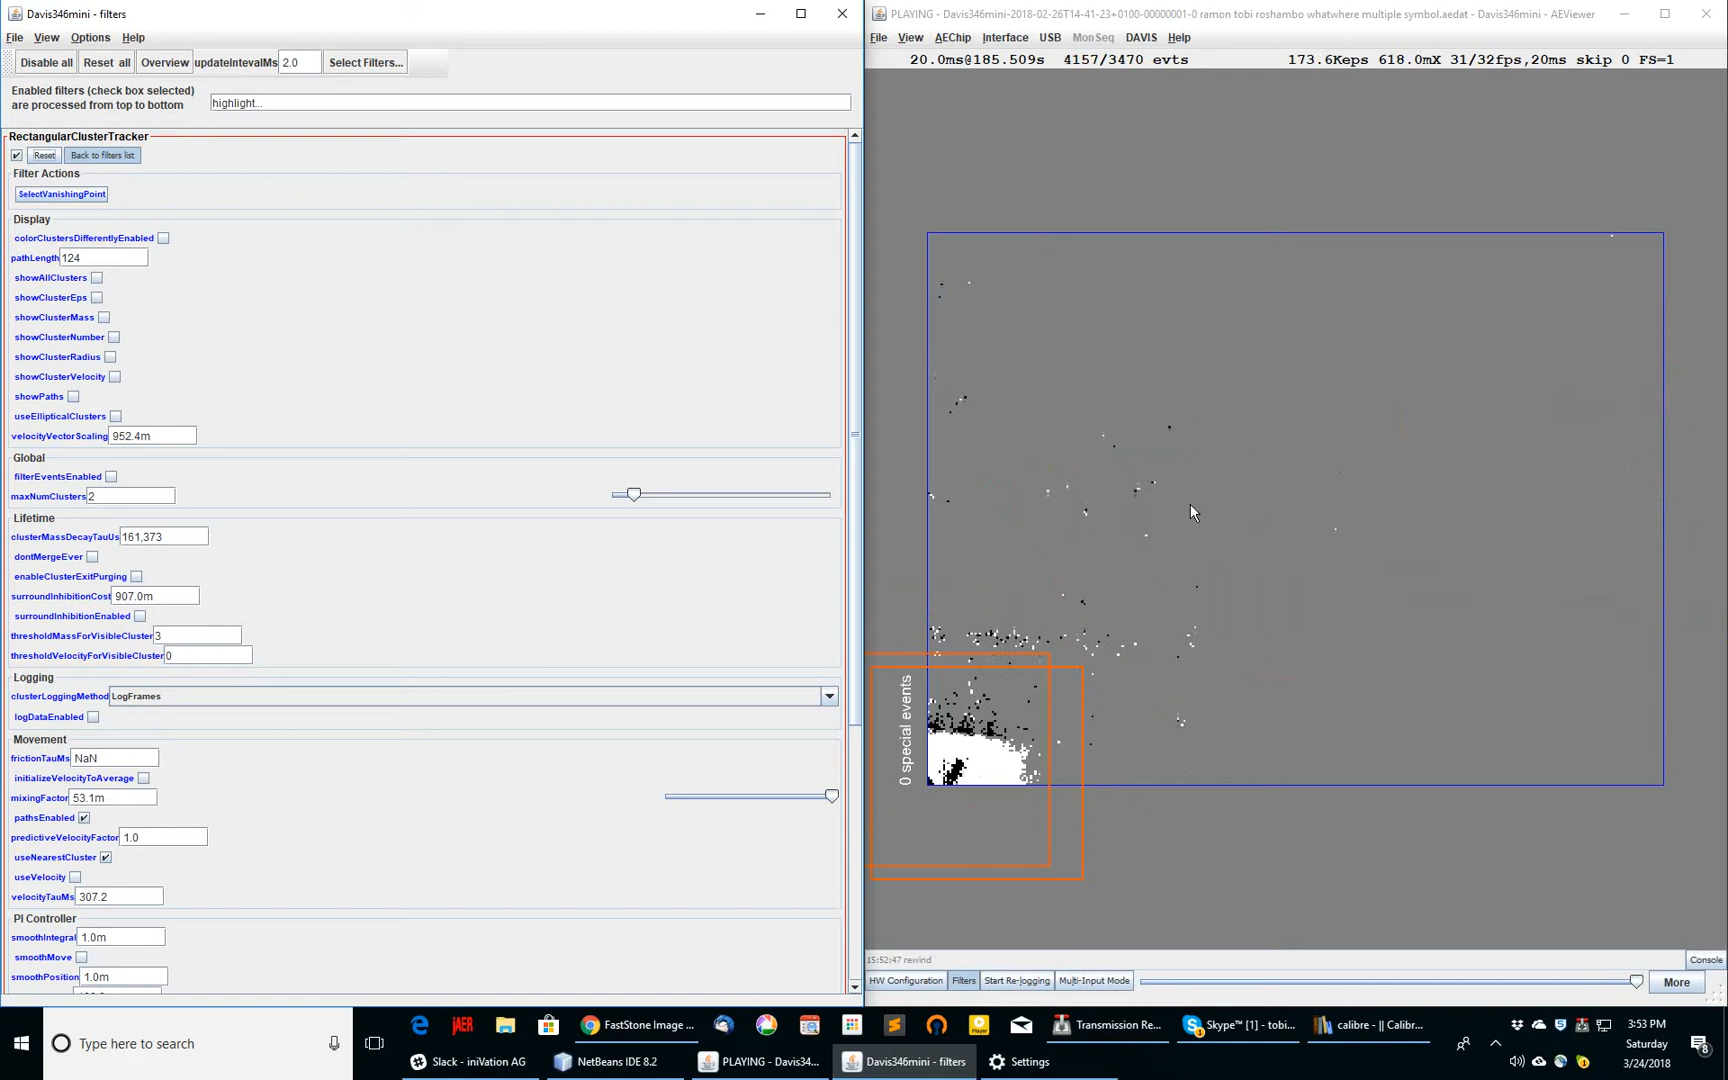 Davis346mini - filters
File View Options Help
Disable all Reset all Overview updateIntevalMs 2.0 Select Filters...
Enabled filters (check box selected)
are processed from top to bottom
highlight...
RectangularClusterTracker
Reset Back to filters list
Filter Actions
SelectVanishingPoint
Display
colorClustersDifferentlyEnabled
pathLength 124
showAllClusters
showClusterEps
showClusterMass
showClusterNumber
showClusterRadius
showClusterVelocity
showPaths
useEllipticalClusters
velocityVectorScaling 952.4m
Global
filterEventsEnabled
maxNumClusters 2
Lifetime
clusterMassDecayTauUs 161,373
dontMergeEver
enableClusterExitPurging
surroundInhibitionCost 907.0m
surroundInhibitionEnabled
thresholdMassForVisibleCluster 3
thresholdVelocityForVisibleCluster 0
Logging
clusterLoggingMethod LogFrames
logDataEnabled
Movement
frictionTauMs NaN
initializeVelocityToAverage
mixingFactor 53.1m
pathsEnabled
predictiveVelocityFactor 1.0
useNearestCluster
useVelocity
velocityTauMs 307.2
PI Controller
smoothIntegral 1.0m
smoothMove
smoothPosition 1.0m
PLAYING - Davis346mini-2018-02-26T14-41-23+0100-00000001-0 ramon tobi roshambo whatwhere multiple symbol.aedat - Davis346mini - AEViewer
File View AEChip Interface USB MonSeq DAVIS Help
20.0ms@185.509s 4157/3470 evts 173.6Keps 618.0mX 31/32fps,20ms skip 0 FS=1
0 special events
15:52:47 rewind
Console
HW Configuration Filters Start Re-logging Multi-Input Mode More
Type here to search
jAER
FastStone Image ...
Player
Transmission Re...
Skype™ [1] - tobi...
calibre - || Calibr...
Slack - iniVation AG
NetBeans IDE 8.2
PLAYING - Davis34...
Davis346mini - filters
Settings
3:53 PM
Saturday
3/24/2018
8